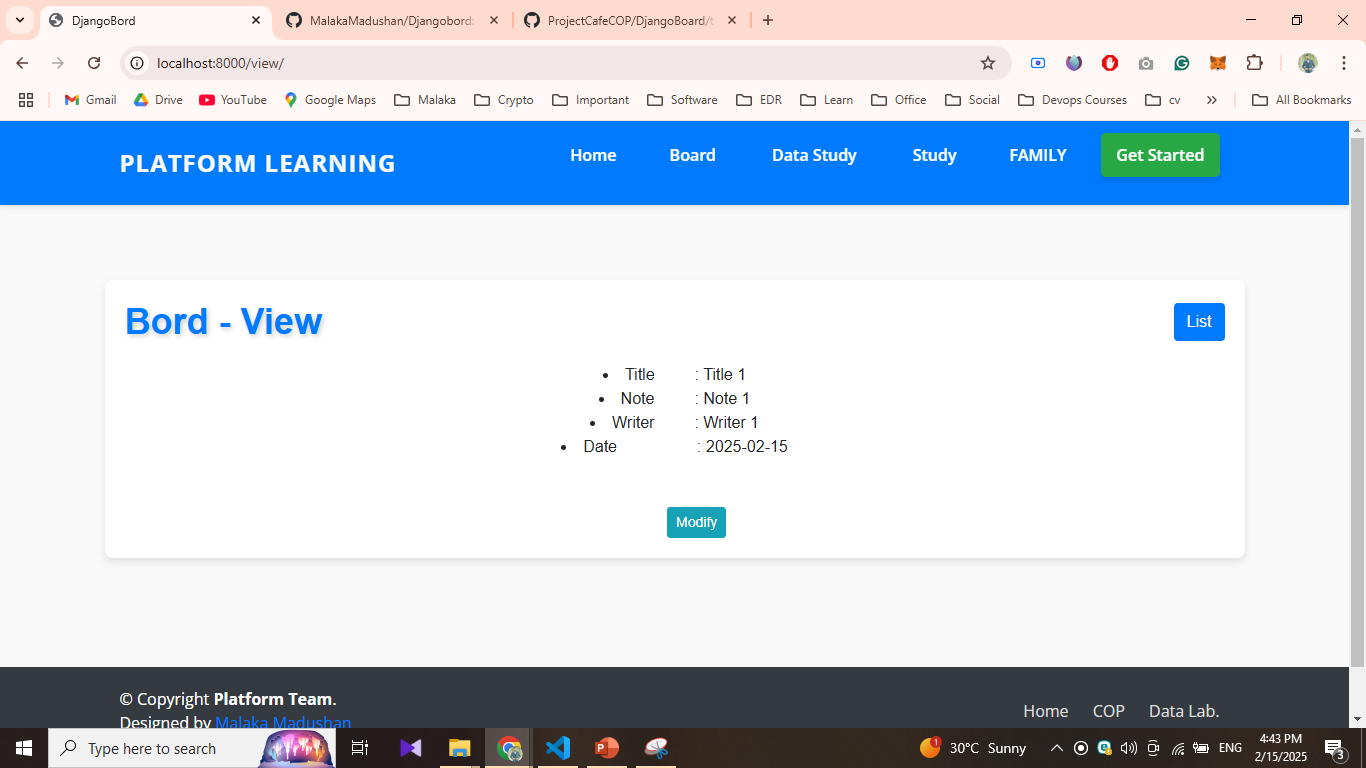 DjangoBord
MalakaMadushan/Djangobord:
ProjectCafeCOP/DjangoBoard/t
localhost:8000/view/
Gmail Drive YouTube Google Maps Malaka Crypto Important Software EDR Learn Office Social Devops Courses cv » All Bookmarks
PLATFORM LEARNING
Home Board Data Study Study FAMILY Get Started
Bord - View
List
• Title : Title 1
• Note : Note 1
• Writer : Writer 1
• Date : 2025-02-15
Modify
© Copyright Platform Team.
Designed by Malaka Madushan
Home COP Data Lab.
Type here to search
1
30°C Sunny
ENG
4:43 PM
2/15/2025
3